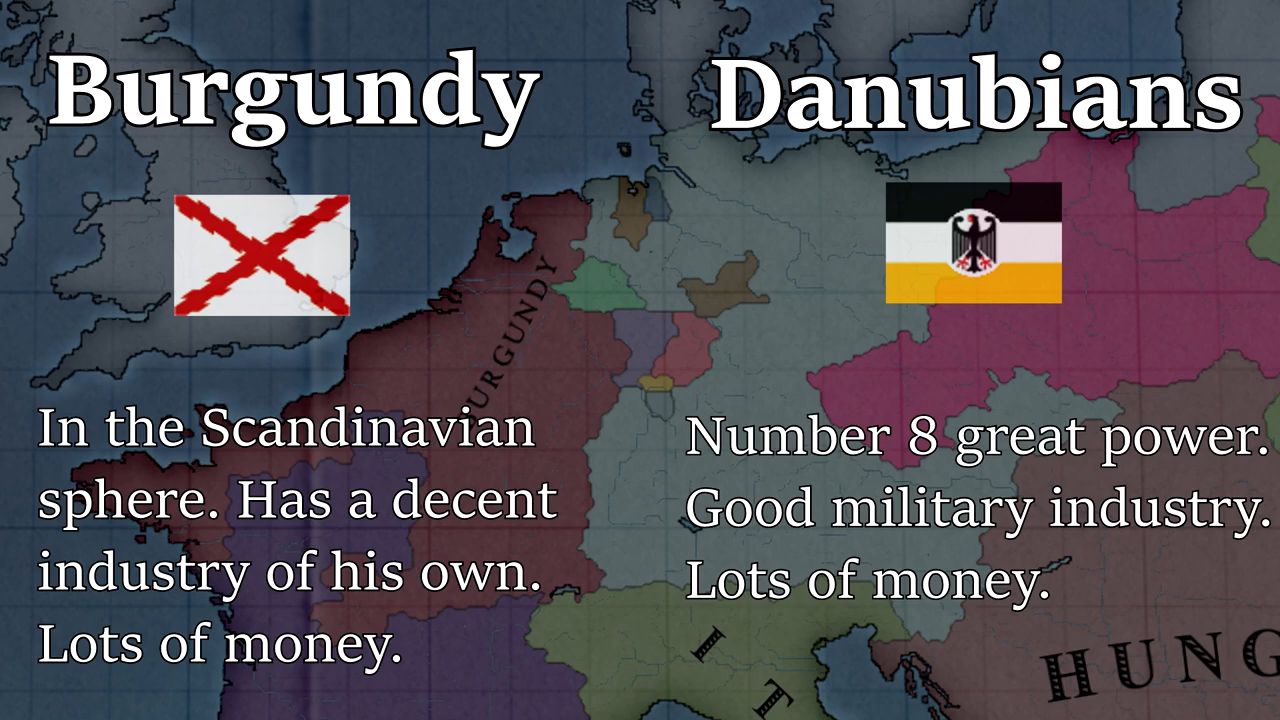 Burgundy
Danubians
BURGUNDY
In the Scandinavian
sphere. Has a decent
industry of his own.
Lots of money.
Number 8 great power.
Good military industry.
Lots of money.
I
T
HUNG